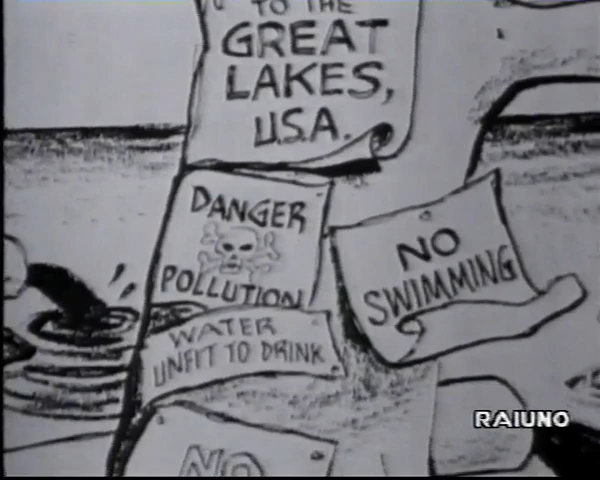 TO THE
GREAT
LAKES,
U.S.A.
DANGER
POLLUTION
NO
SWIMMING
WATER
UNFIT TO DRINK
NO
RAIUNO